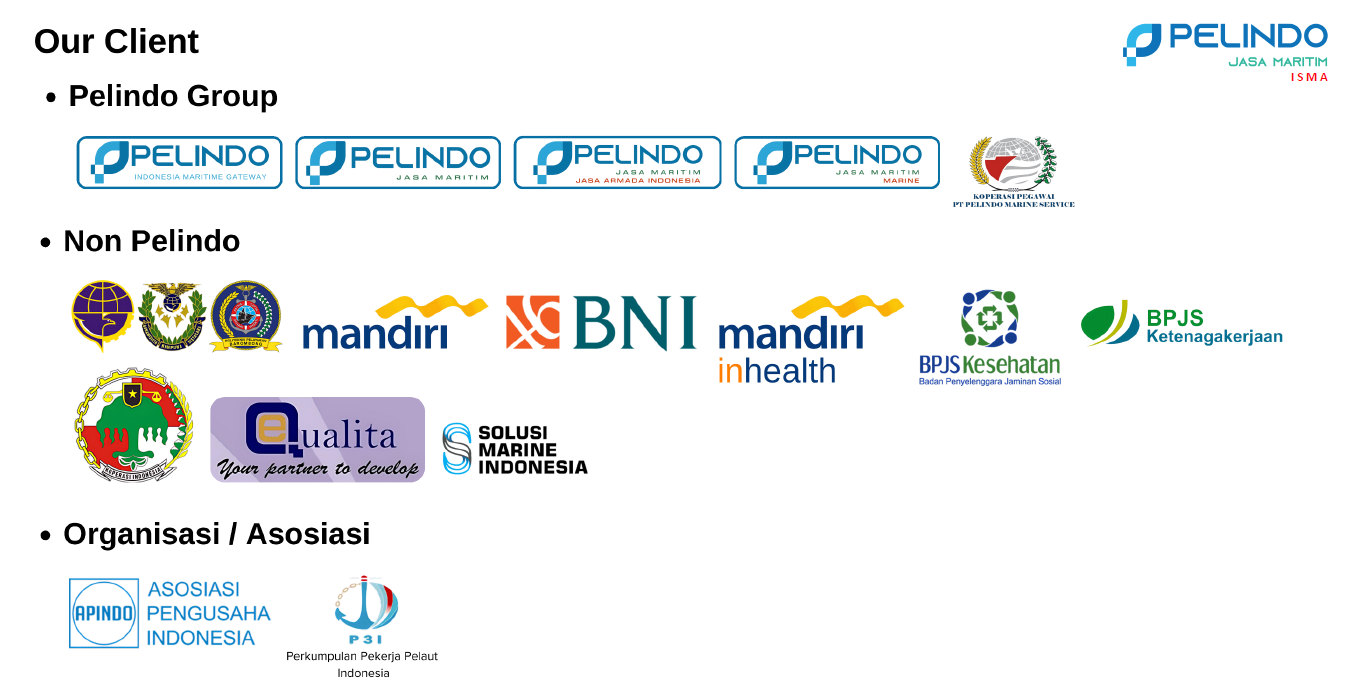 Our Client
PELINDO
JASA MARITIM
ISMA
• Pelindo Group
PELINDO
INDONESIA MARITIME GATEWAY
PELINDO
JASA MARITIM
PELINDO
JASA MARITIM
JASA ARMADA INDONESIA
PELINDO
JASA MARITIM
MARINE
KOPERASI PEGAWAI
PT PELINDO MARINE SERVICE
• Non Pelindo
mandiri
BNI
mandiri
inhealth
BPJS Kesehatan
Badan Penyelenggara Jaminan Sosial
BPJS
Ketenagakerjaan
KOPERASI INDONESIA
eQualita
Your partner to develop
SOLUSI
MARINE
INDONESIA
• Organisasi / Asosiasi
APINDO
ASOSIASI
PENGUSAHA
INDONESIA
P3I
Perkumpulan Pekerja Pelaut
Indonesia